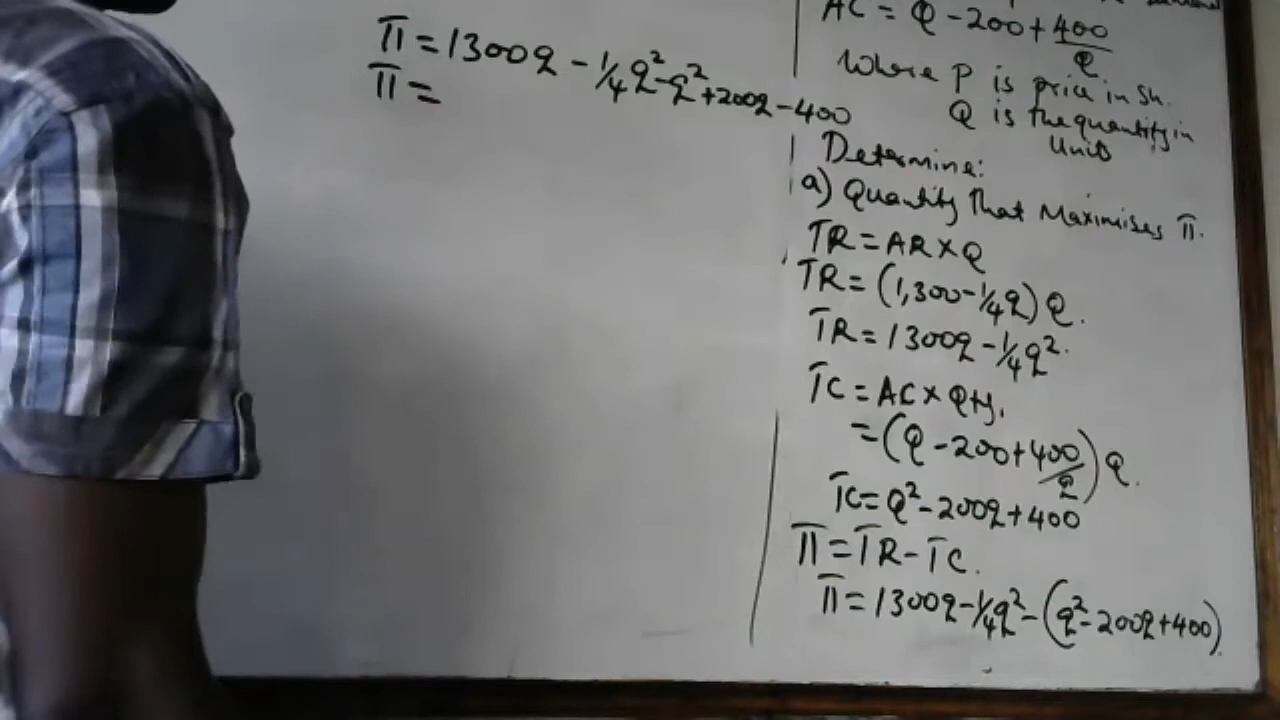 π = 1300q - 1/4q² - q² + 200q - 400
π =
AC = Q - 200 + 400/Q
Where P is price in sh.
Q is the quantity in
Units
Determine:
a) Quantity that Maximises π.
TR = AR x Q
TR = (1,300 - 1/4q) Q.
TR = 1300q - 1/4q².
TC = AC x Qty.
= (Q - 200 + 400/Q) Q.
TC = Q² - 200q + 400
π = TR - TC.
π = 1300q - 1/4q² - (q² - 200q + 400).